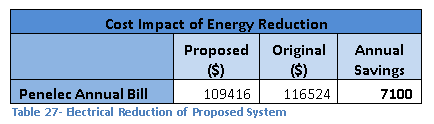 Cost Impact of Energy Reduction
Proposed ($) Original ($) Annual Savings
Penelec Annual Bill 109416 116524 7100
Table 27- Electrical Reduction of Proposed System